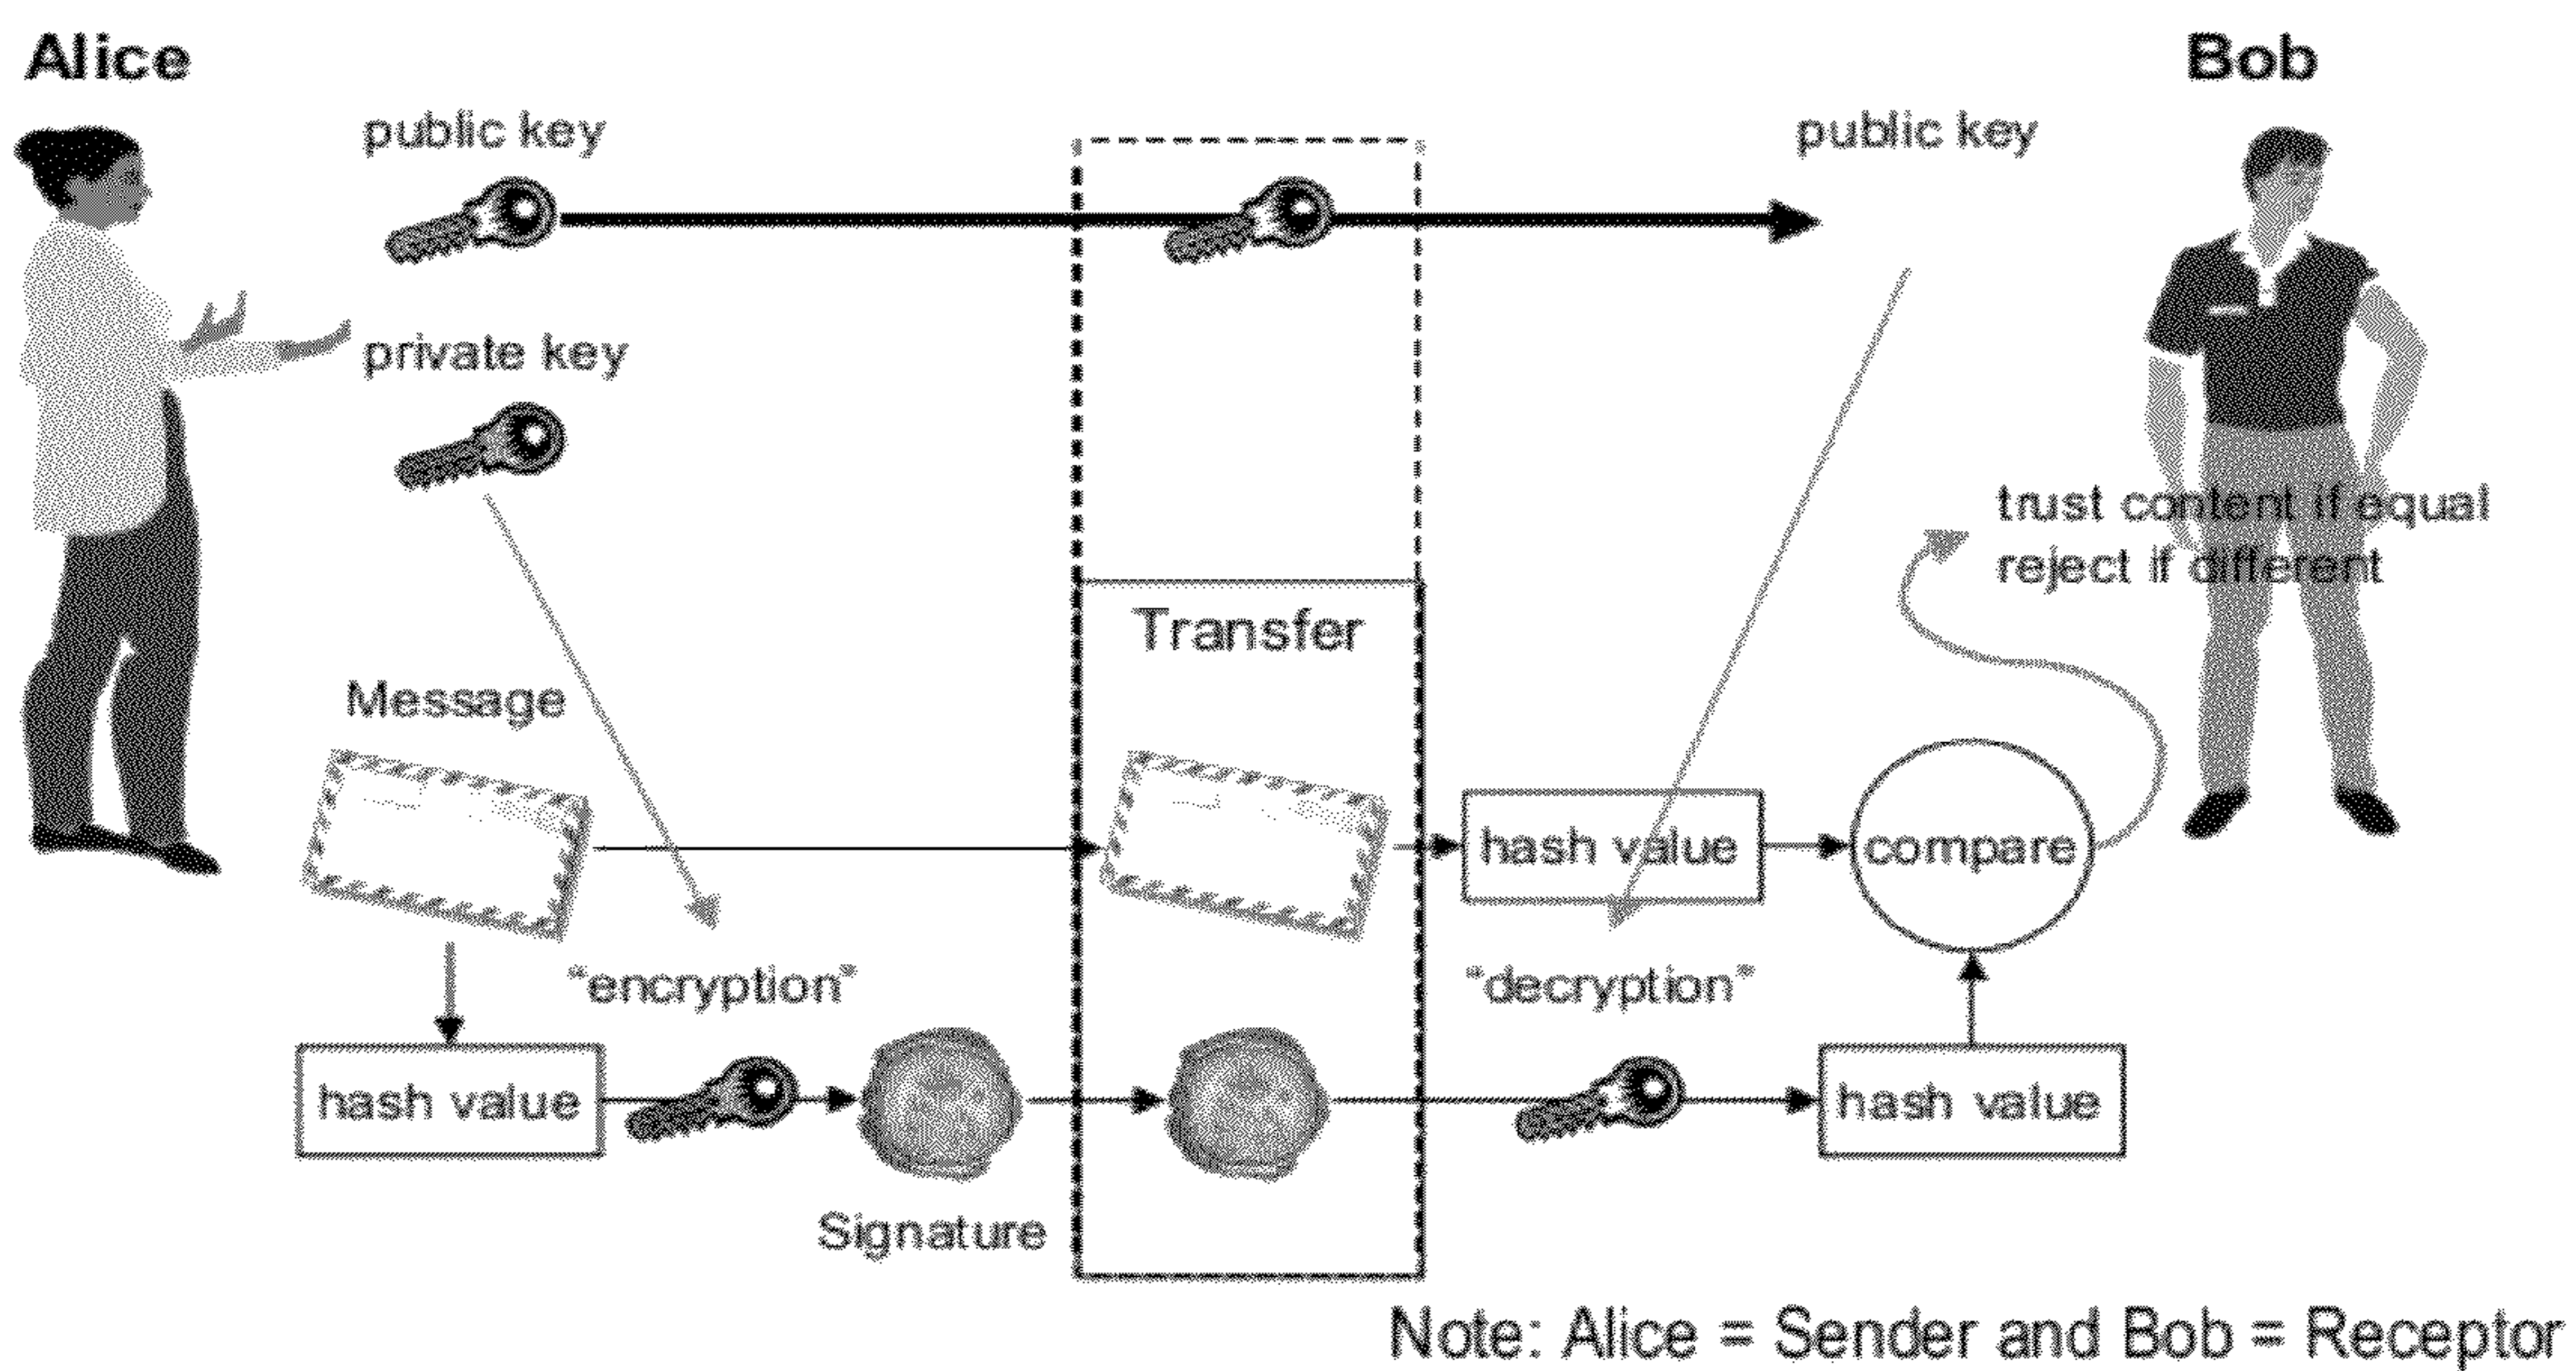 Alice
Bob
public key
public key
private key
trust content if equal
reject if different
Transfer
Message
hash value
compare
“encryption”
“decryption”
hash value
hash value
Signature
Note: Alice = Sender and Bob = Receptor